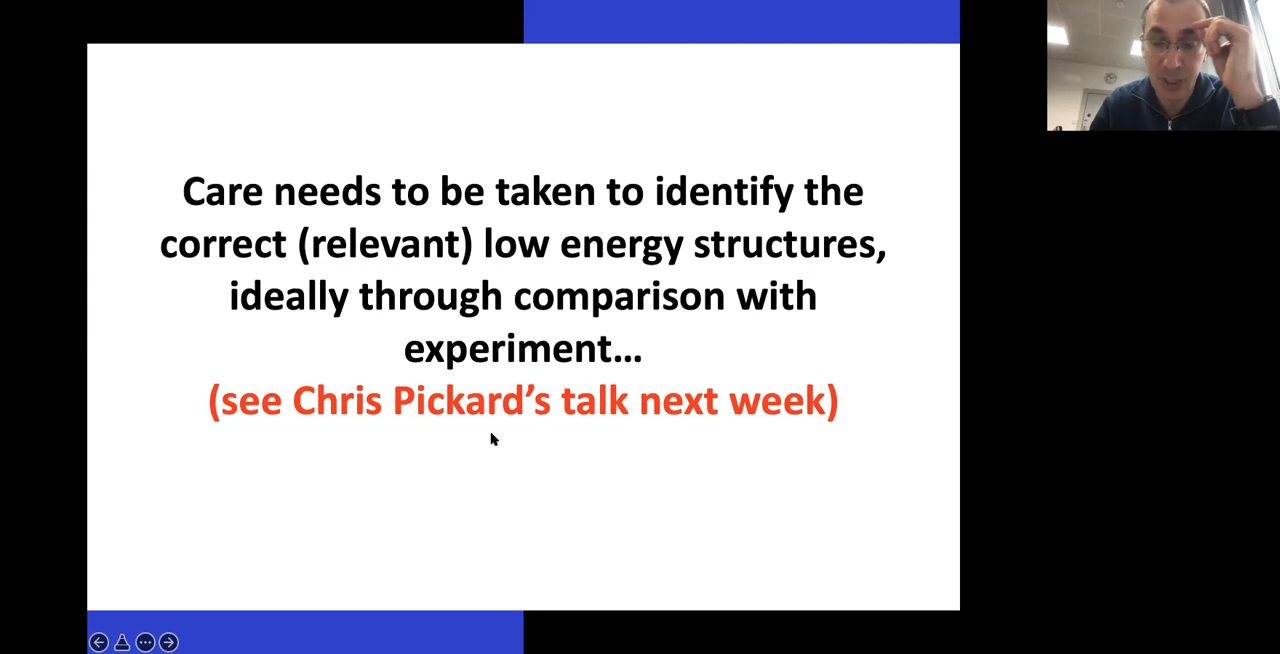 Care needs to be taken to identify the
correct (relevant) low energy structures,
ideally through comparison with
experiment…
(see Chris Pickard’s talk next week)